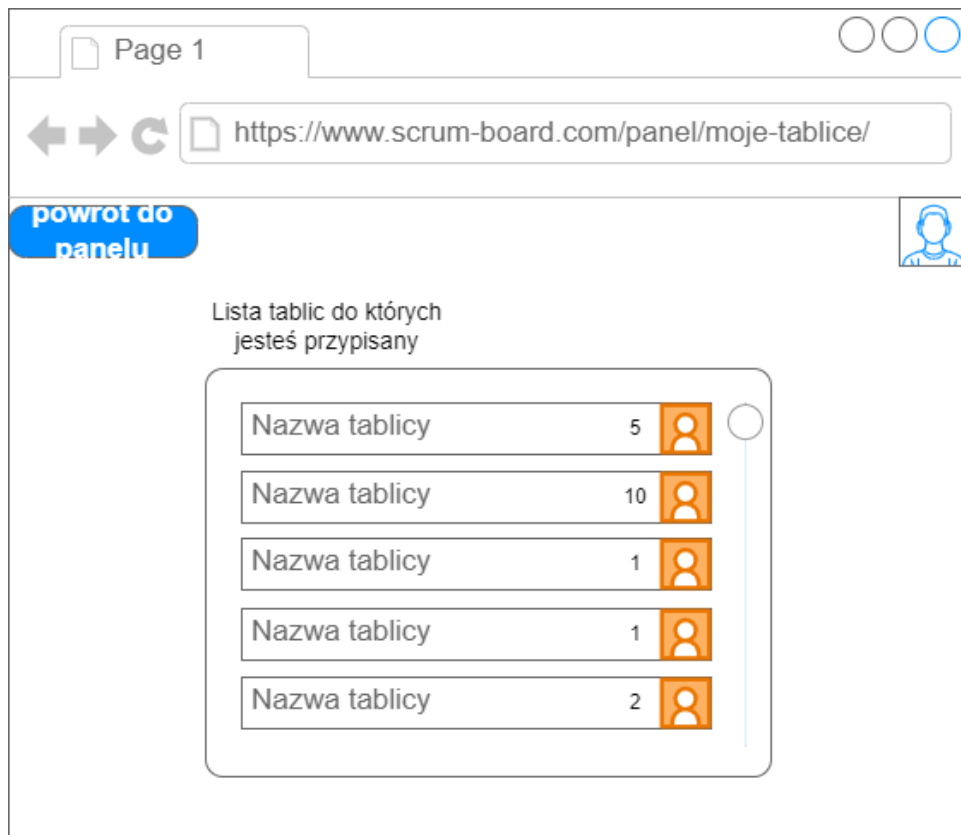 Page 1
https://www.scrum-board.com/panel/moje-tablice/
powrót do
panelu
Lista tablic do których
jesteś przypisany
Nazwa tablicy 5
Nazwa tablicy 10
Nazwa tablicy 1
Nazwa tablicy 1
Nazwa tablicy 2